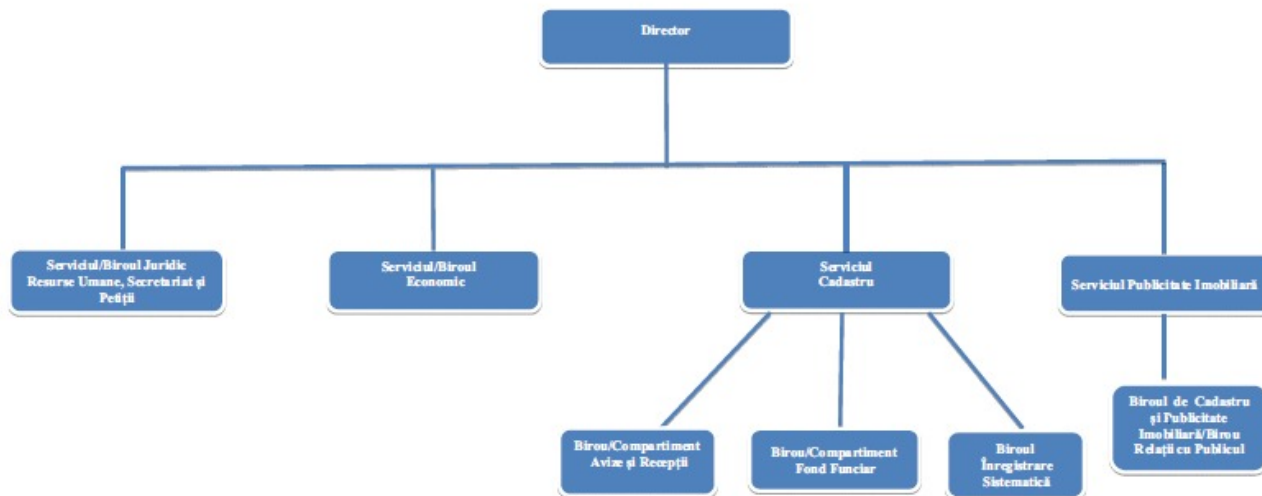 Director
Serviciul/Biroul Juridic
Resurse Umane, Secretariat și
Petiții
Serviciul/Biroul
Economic
Serviciul
Cadastru
Serviciul Publicitate Imobiliară
Birou/Compartiment
Avize și Recepții
Birou/Compartiment
Fond Funciar
Biroul
Înregistrare
Sistematică
Biroul de Cadastru
și Publicitate
Imobiliară/Birou
Relații cu Publicul